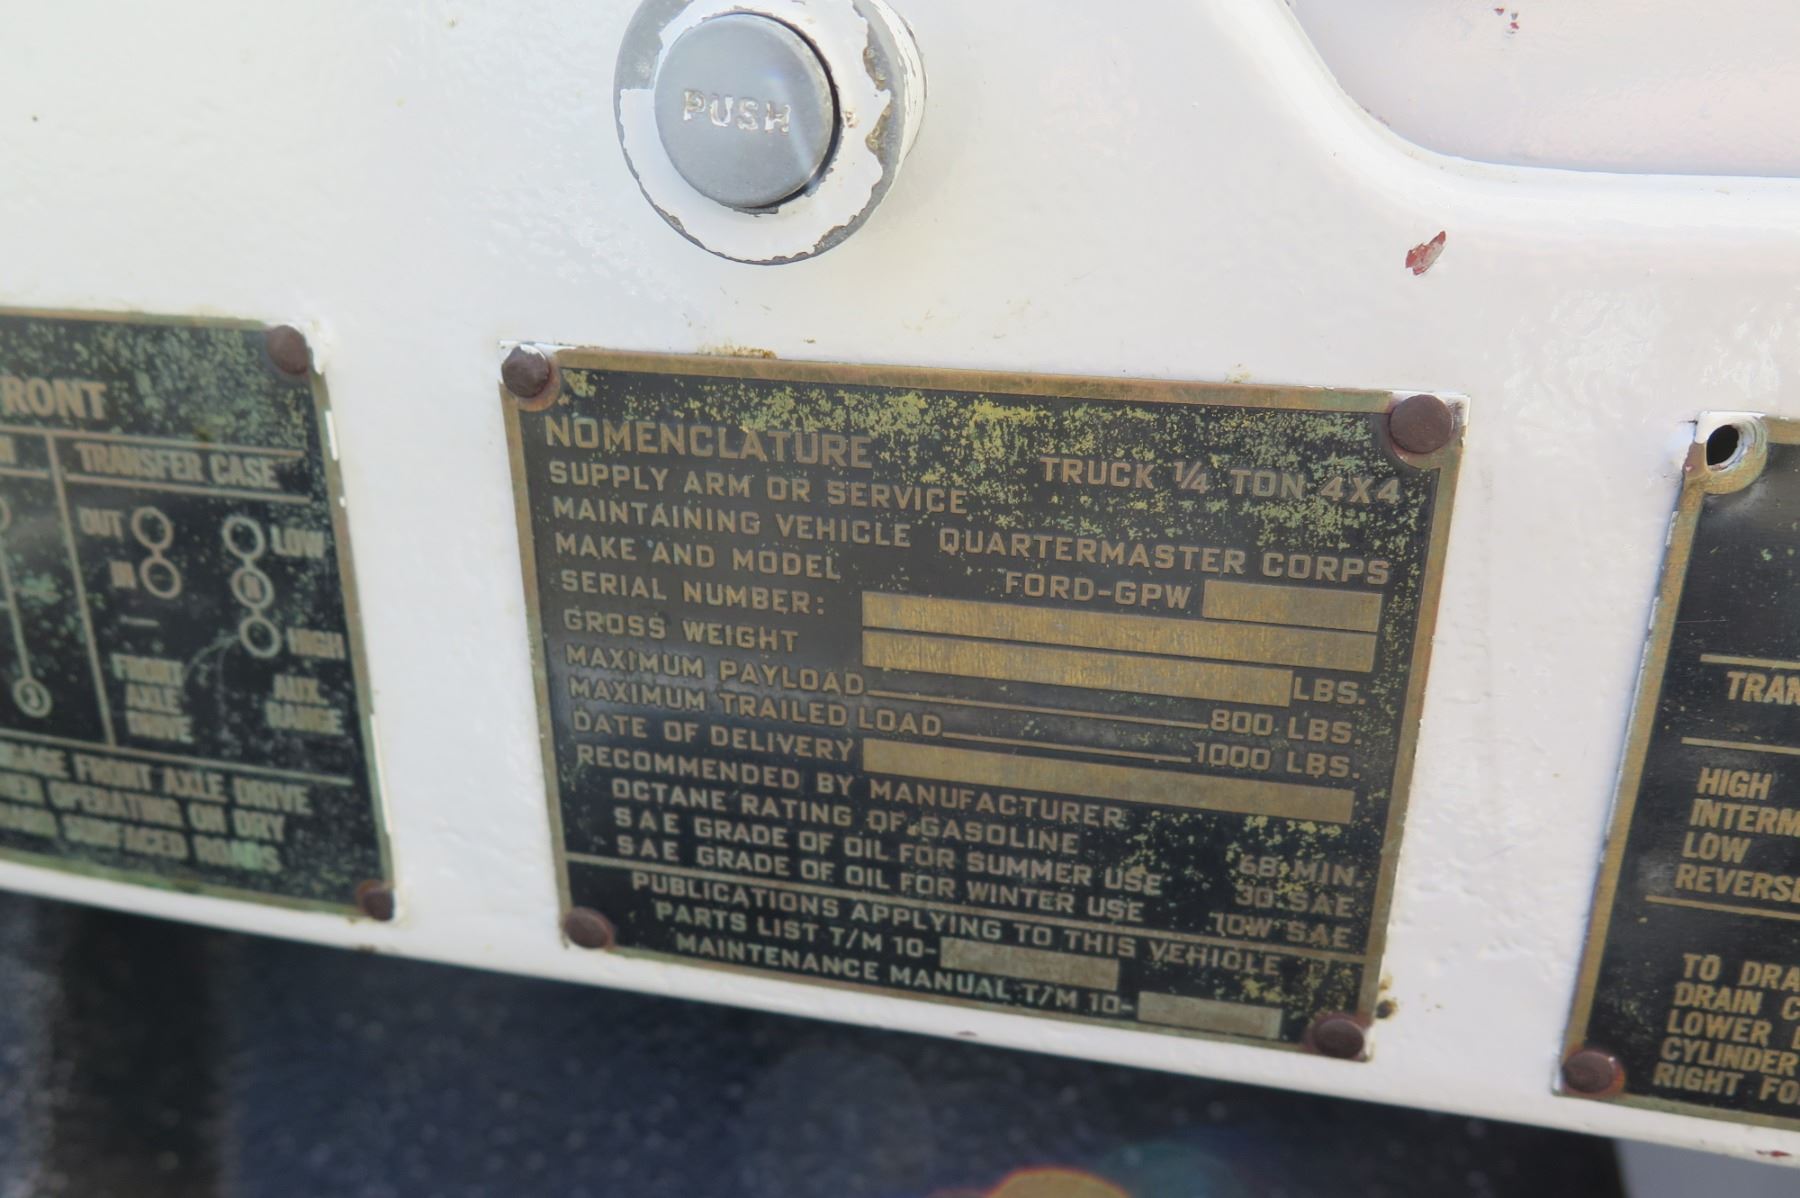 PUSH
RONT
TRANSFER CASE
OUT
LOW
IN
N
HIGH
FRONT
AXLE
DRIVE
AUX.
RANGE
GAGE FRONT AXLE DRIVE
OPERATING ON DRY
SURFACED ROADS
NOMENCLATURE TRUCK 1/4 TON 4X4
SUPPLY ARM OR SERVICE
MAINTAINING VEHICLE QUARTERMASTER CORPS
MAKE AND MODEL FORD-GPW
SERIAL NUMBER:
GROSS WEIGHT LBS.
MAXIMUM PAYLOAD 800 LBS.
MAXIMUM TRAILED LOAD 1000 LBS.
DATE OF DELIVERY
RECOMMENDED BY MANUFACTURER
OCTANE RATING OF GASOLINE 68 MIN.
SAE GRADE OF OIL FOR SUMMER USE 30 SAE
SAE GRADE OF OIL FOR WINTER USE 10W SAE
PUBLICATIONS APPLYING TO THIS VEHICLE
PARTS LIST T/M 10-
MAINTENANCE MANUAL T/M 10-
TRAN
HIGH
INTERM
LOW
REVERSE
TO DRA
DRAIN C
LOWER
CYLINDER
RIGHT FO